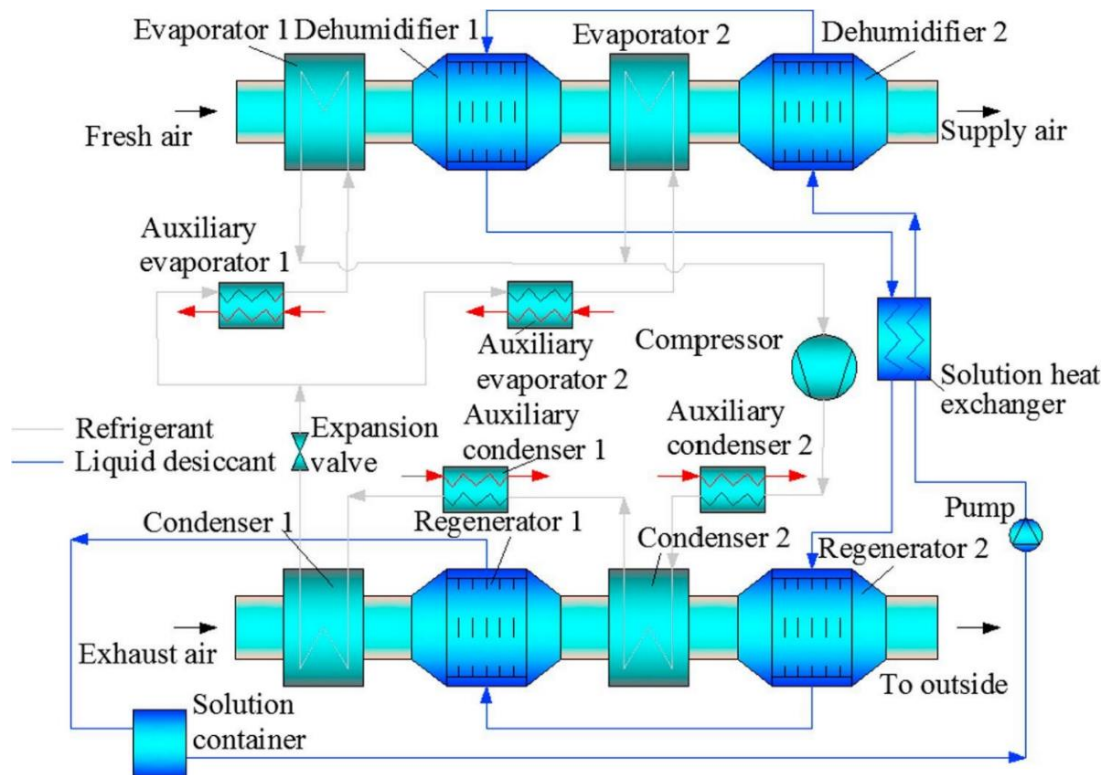 Evaporator 1
Dehumidifier 1
Evaporator 2
Dehumidifier 2
Fresh air
Supply air
Auxiliary
evaporator 1
Auxiliary
evaporator 2
Compressor
Solution heat
exchanger
Refrigerant
Liquid desiccant
Expansion
valve
Auxiliary
condenser 1
Auxiliary
condenser 2
Condenser 1
Regenerator 1
Condenser 2
Pump
Regenerator 2
Exhaust air
To outside
Solution
container